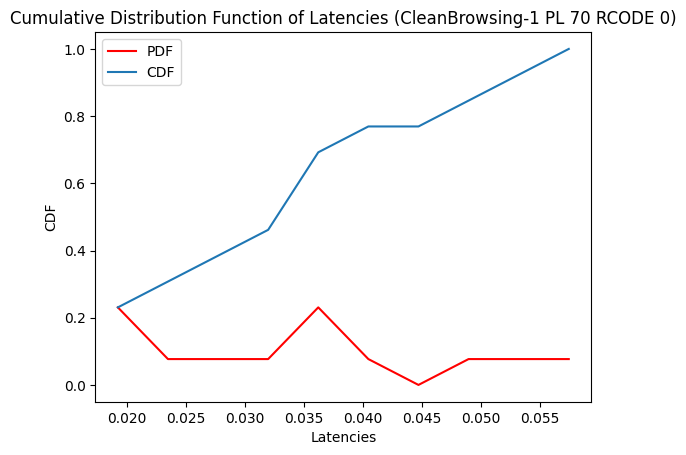 Cumulative Distribution Function of Latencies (CleanBrowsing-1 PL 70 RCODE 0)
PDF
CDF
1.0
0.8
0.6
0.4
0.2
0.0
CDF
0.020 0.025 0.030 0.035 0.040 0.045 0.050 0.055
Latencies